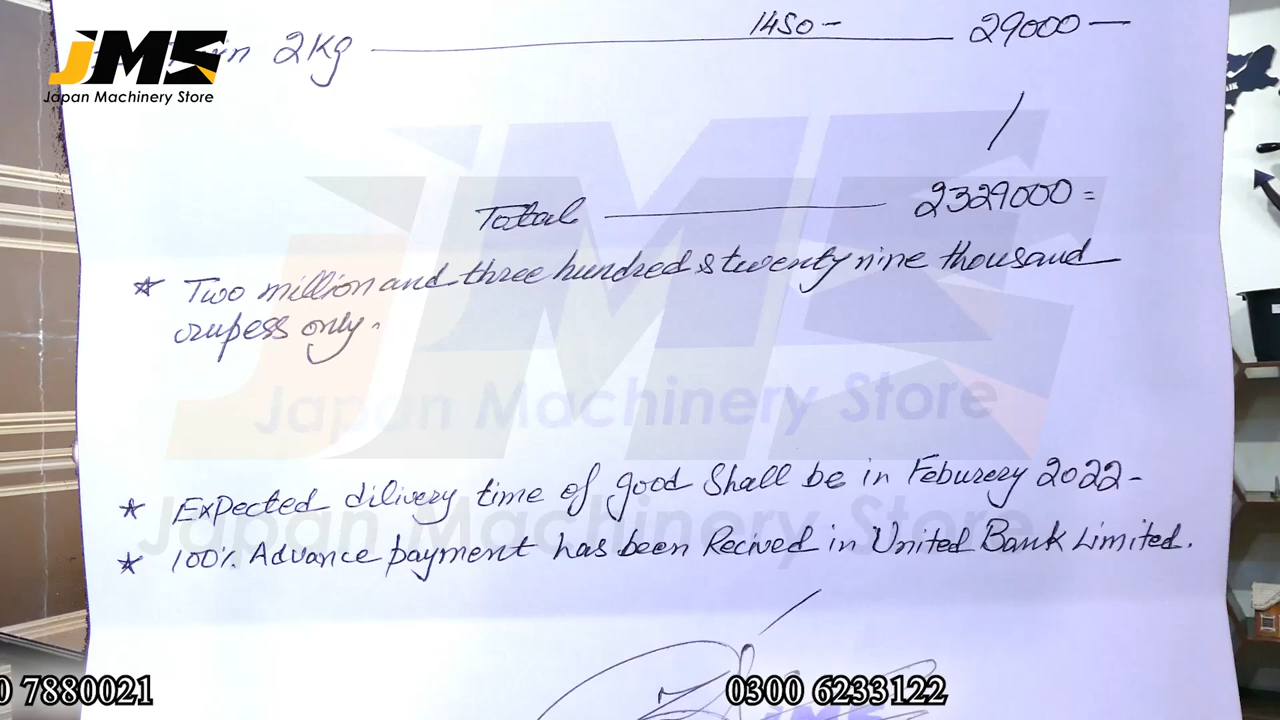 JMS
Japan Machinery Store
1450- 29000-
2Kg
Total 2329000=
* Two million and three hundred & twenty nine thousand
rupess only.
JMS
Japan Machinery Store
* Expected dilivery time of good Shall be in Feburery 2022-
Japan Machinery Store
* 100% Advance payment has been Recived in United Bank Limited.
0 7880021
0300 6233122